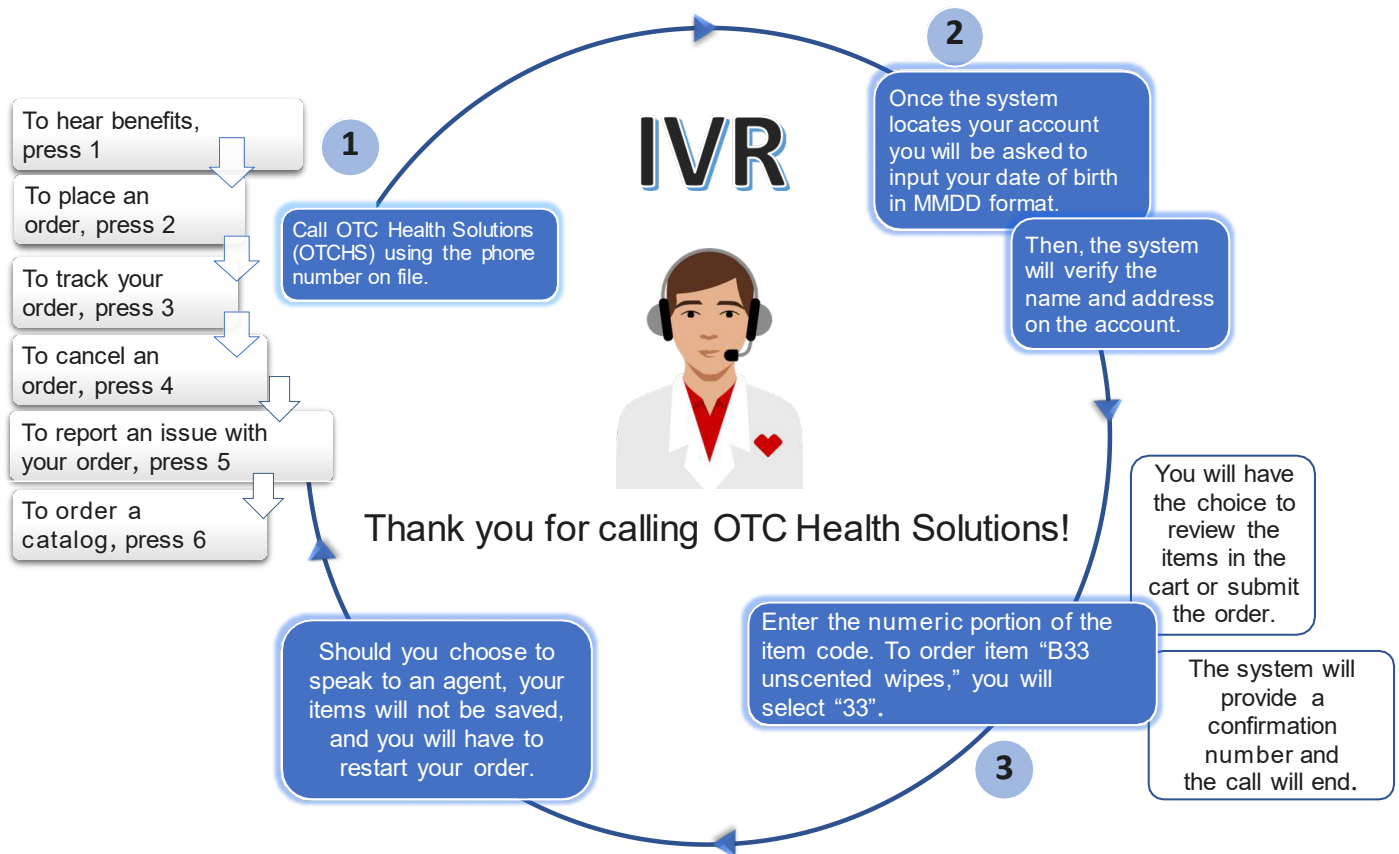 IVR
1
Call OTC Health Solutions
(OTCHS) using the phone
number on file.
To hear benefits,
press 1
To place an
order, press 2
To track your
order, press 3
To cancel an
order, press 4
To report an issue with
your order, press 5
To order a
catalog, press 6
2
Once the system
locates your account
you will be asked to
input your date of birth
in MMDD format.
Then, the system
will verify the
name and address
on the account.
Thank you for calling OTC Health Solutions!
3
Enter the numeric portion of the
item code. To order item “B33
unscented wipes,” you will
select “33”.
You will have
the choice to
review the
items in the
cart or submit
the order.
The system will
provide a
confirmation
number and
the call will end.
Should you choose to
speak to an agent, your
items will not be saved,
and you will have to
restart your order.